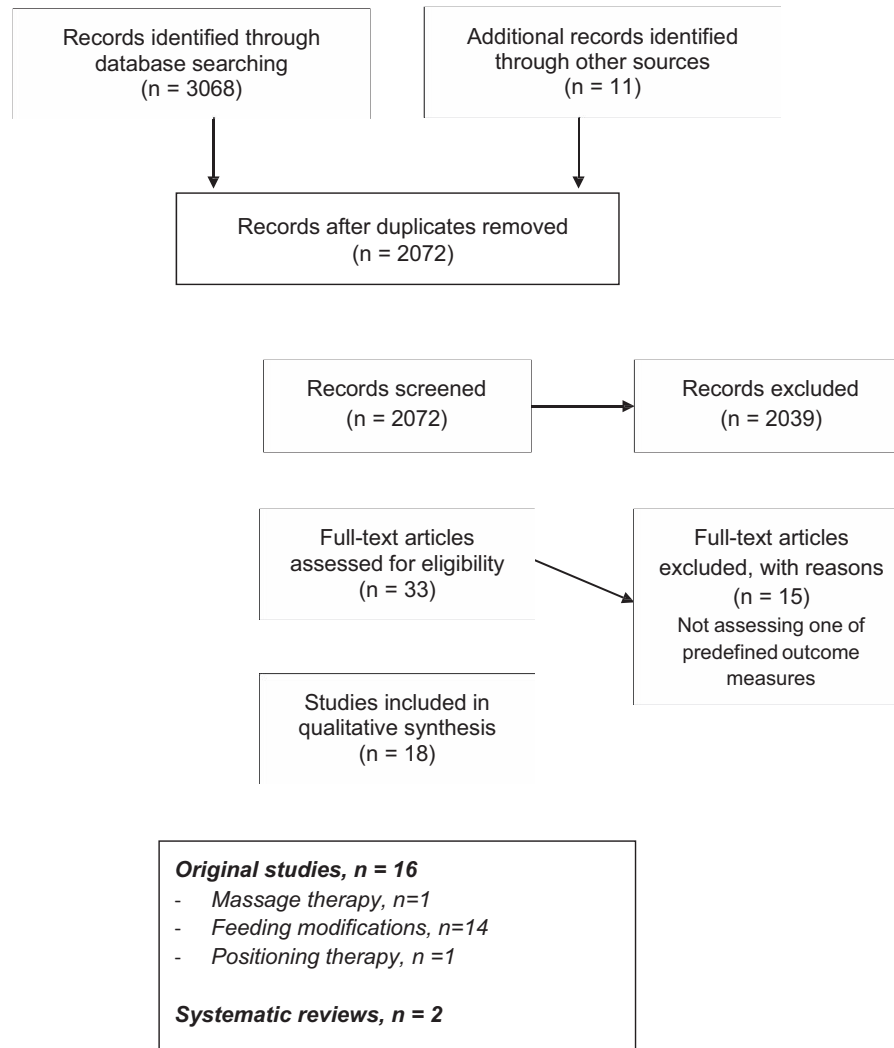 Records identified through
database searching
(n = 3068)
Additional records identified
through other sources
(n = 11)
Records after duplicates removed
(n = 2072)
Records screened
(n = 2072)
Records excluded
(n = 2039)
Full-text articles
assessed for eligibility
(n = 33)
Full-text articles
excluded, with reasons
(n = 15)
Not assessing one of
predefined outcome
measures
Studies included in
qualitative synthesis
(n = 18)
Original studies, n = 16
- Massage therapy, n=1
- Feeding modifications, n=14
- Positioning therapy, n =1
Systematic reviews, n = 2